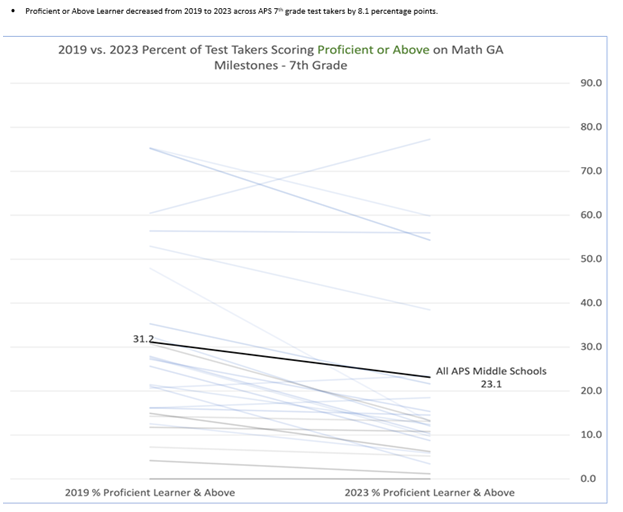 • Proficient or Above Learner decreased from 2019 to 2023 across APS 7th grade test takers by 8.1 percentage points.
2019 vs. 2023 Percent of Test Takers Scoring Proficient or Above on Math GA
Milestones - 7th Grade
90.0
80.0
70.0
60.0
50.0
40.0
31.2
30.0
All APS Middle Schools
23.1
20.0
10.0
0.0
2019 % Proficient Learner & Above
2023 % Proficient Learner & Above